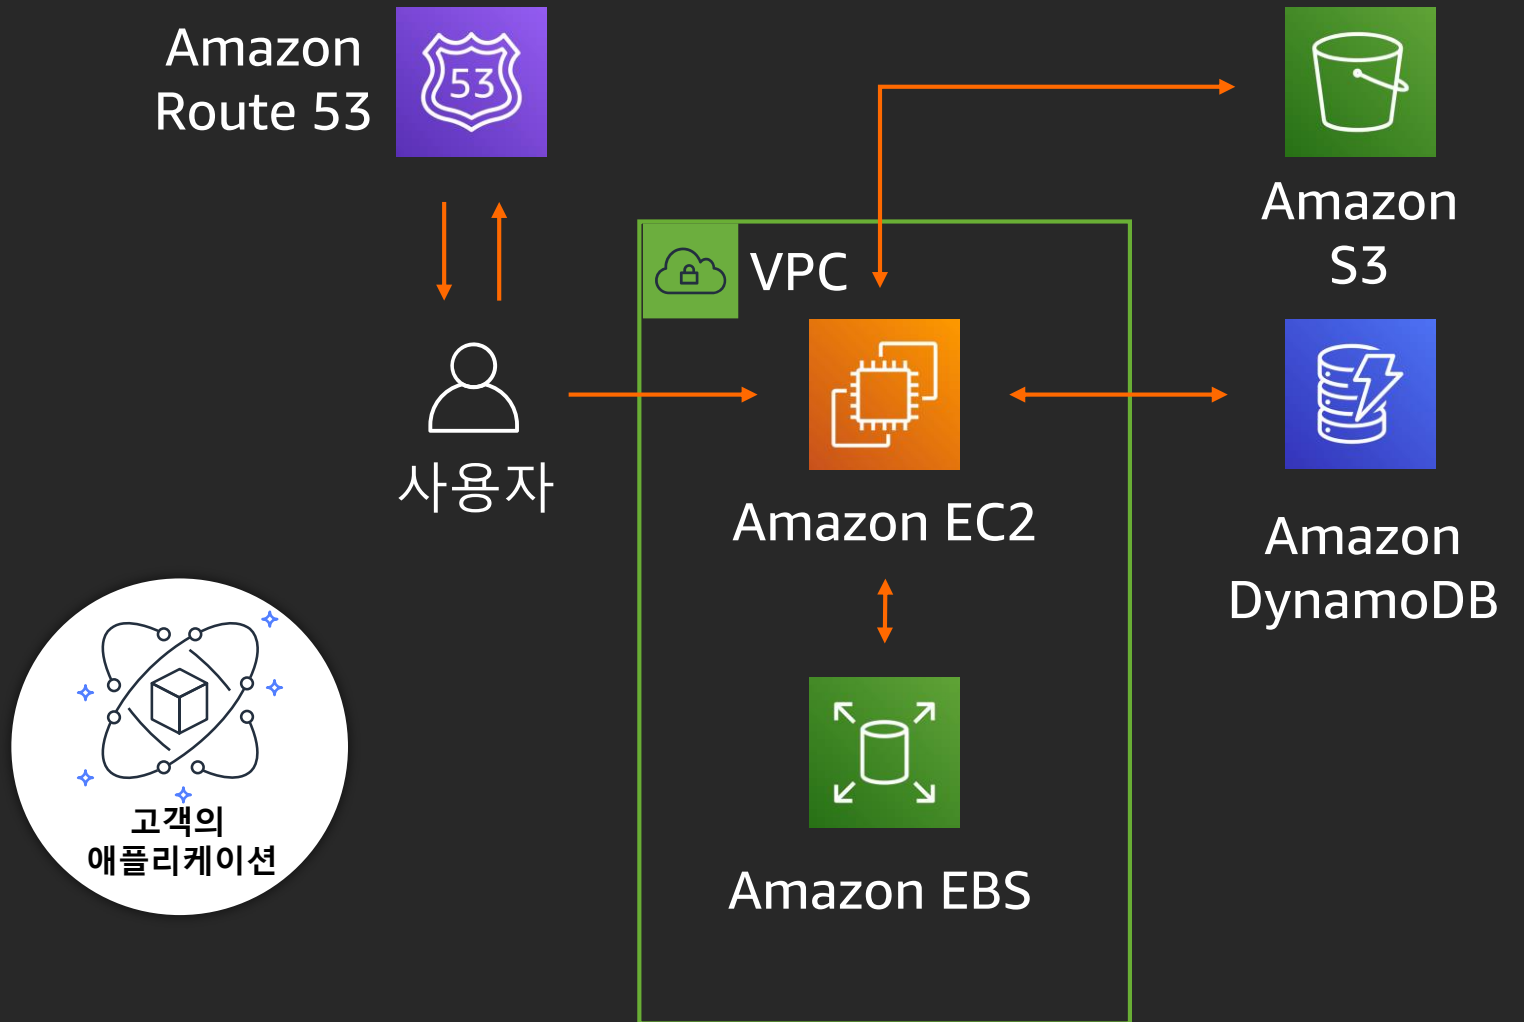 Amazon
Route 53
53
Amazon
S3
VPC
사용자
Amazon EC2
Amazon
DynamoDB
고객의
애플리케이션
Amazon EBS